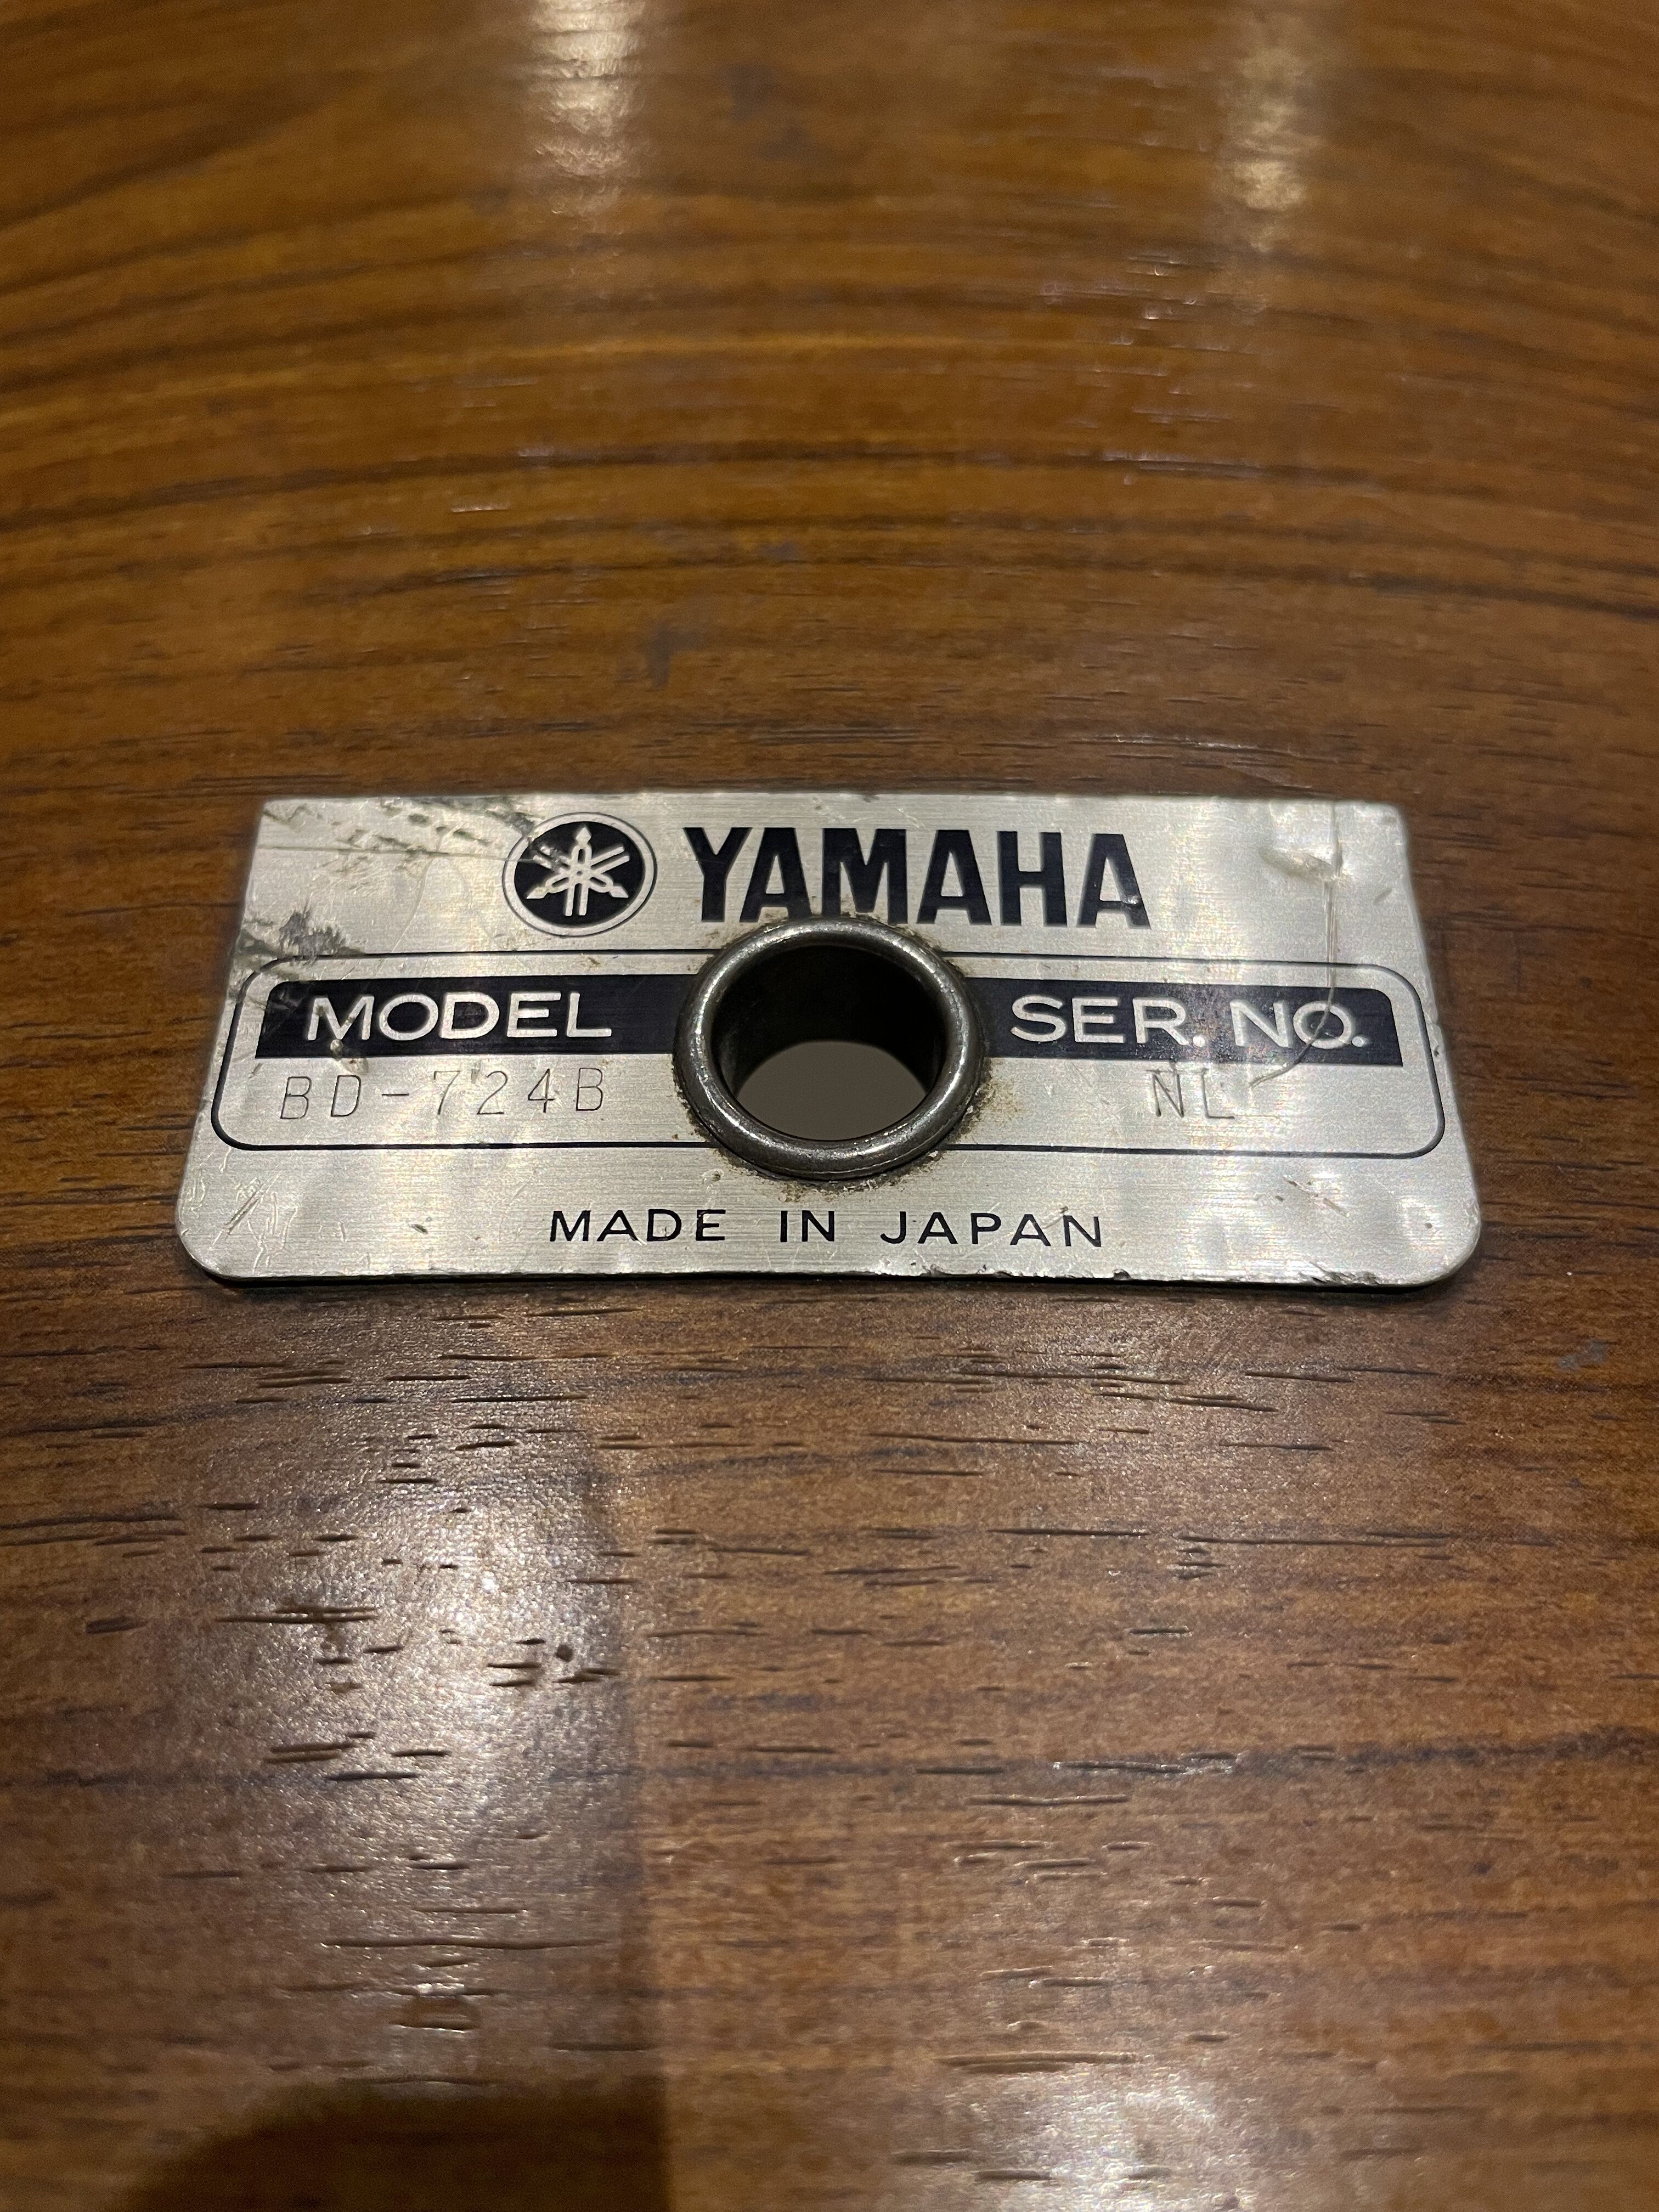 YAMAHA
MODEL SER. NO.
BD-724B NL
MADE IN JAPAN